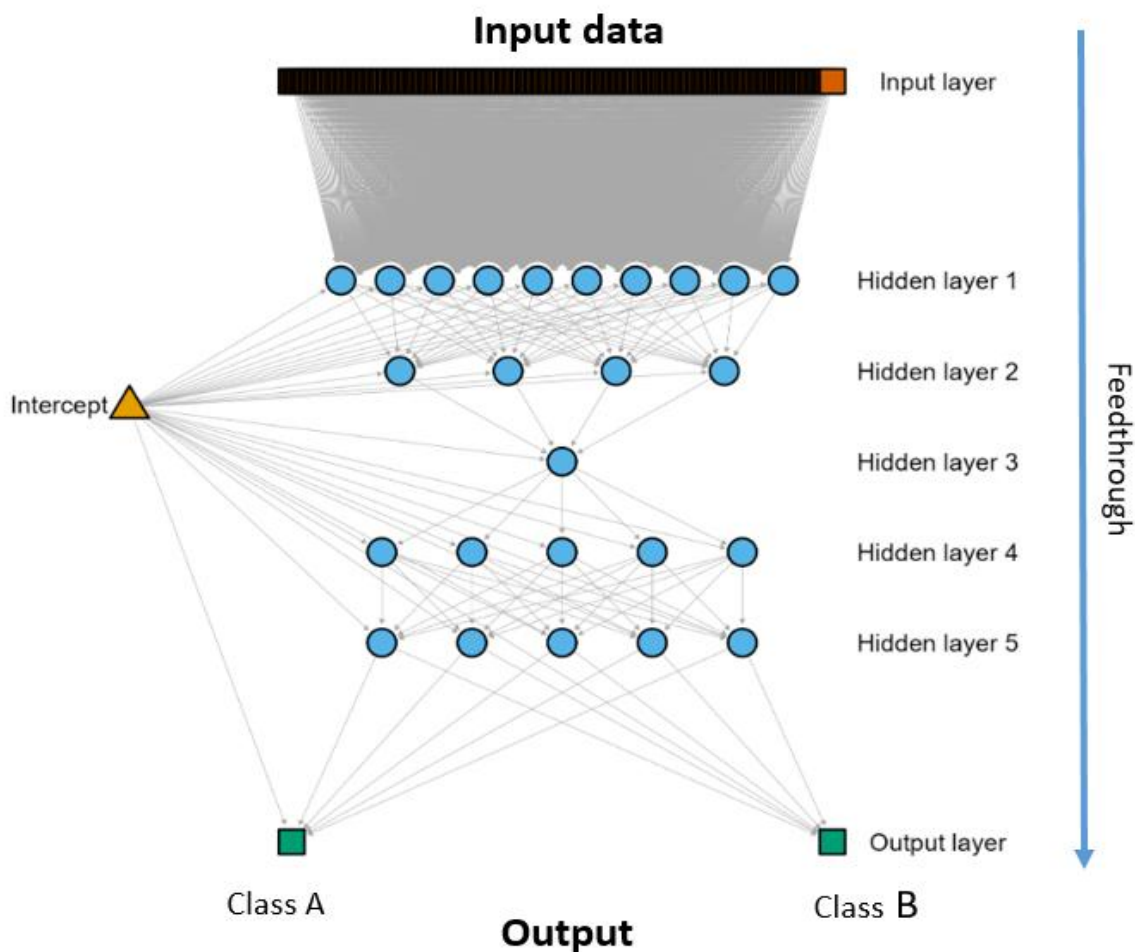 Input data
Input layer
Hidden layer 1
Hidden layer 2
Intercept
Hidden layer 3
Feedthrough
Hidden layer 4
Hidden layer 5
Output layer
Class A
Class B
Output